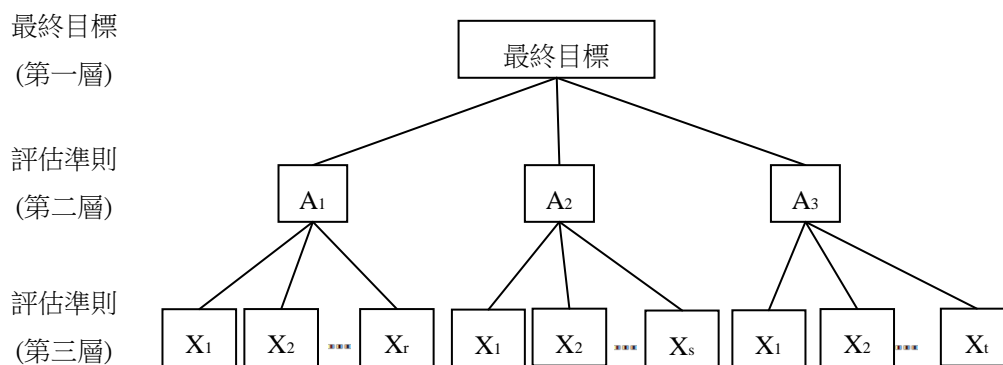 最終目標
(第一層)
最終目標
評估準則
(第二層)
A1 A2 A3
評估準則
(第三層)
X1 X2 ... Xr X1 X2 ... Xs X1 X2 ... Xt